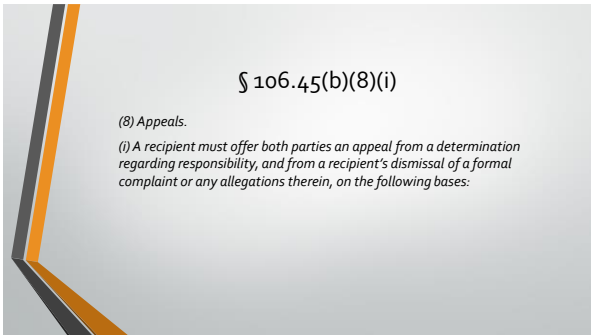 § 106.45(b)(8)(i)
(8) Appeals.
(i) A recipient must offer both parties an appeal from a determination
regarding responsibility, and from a recipient’s dismissal of a formal
complaint or any allegations therein, on the following bases: